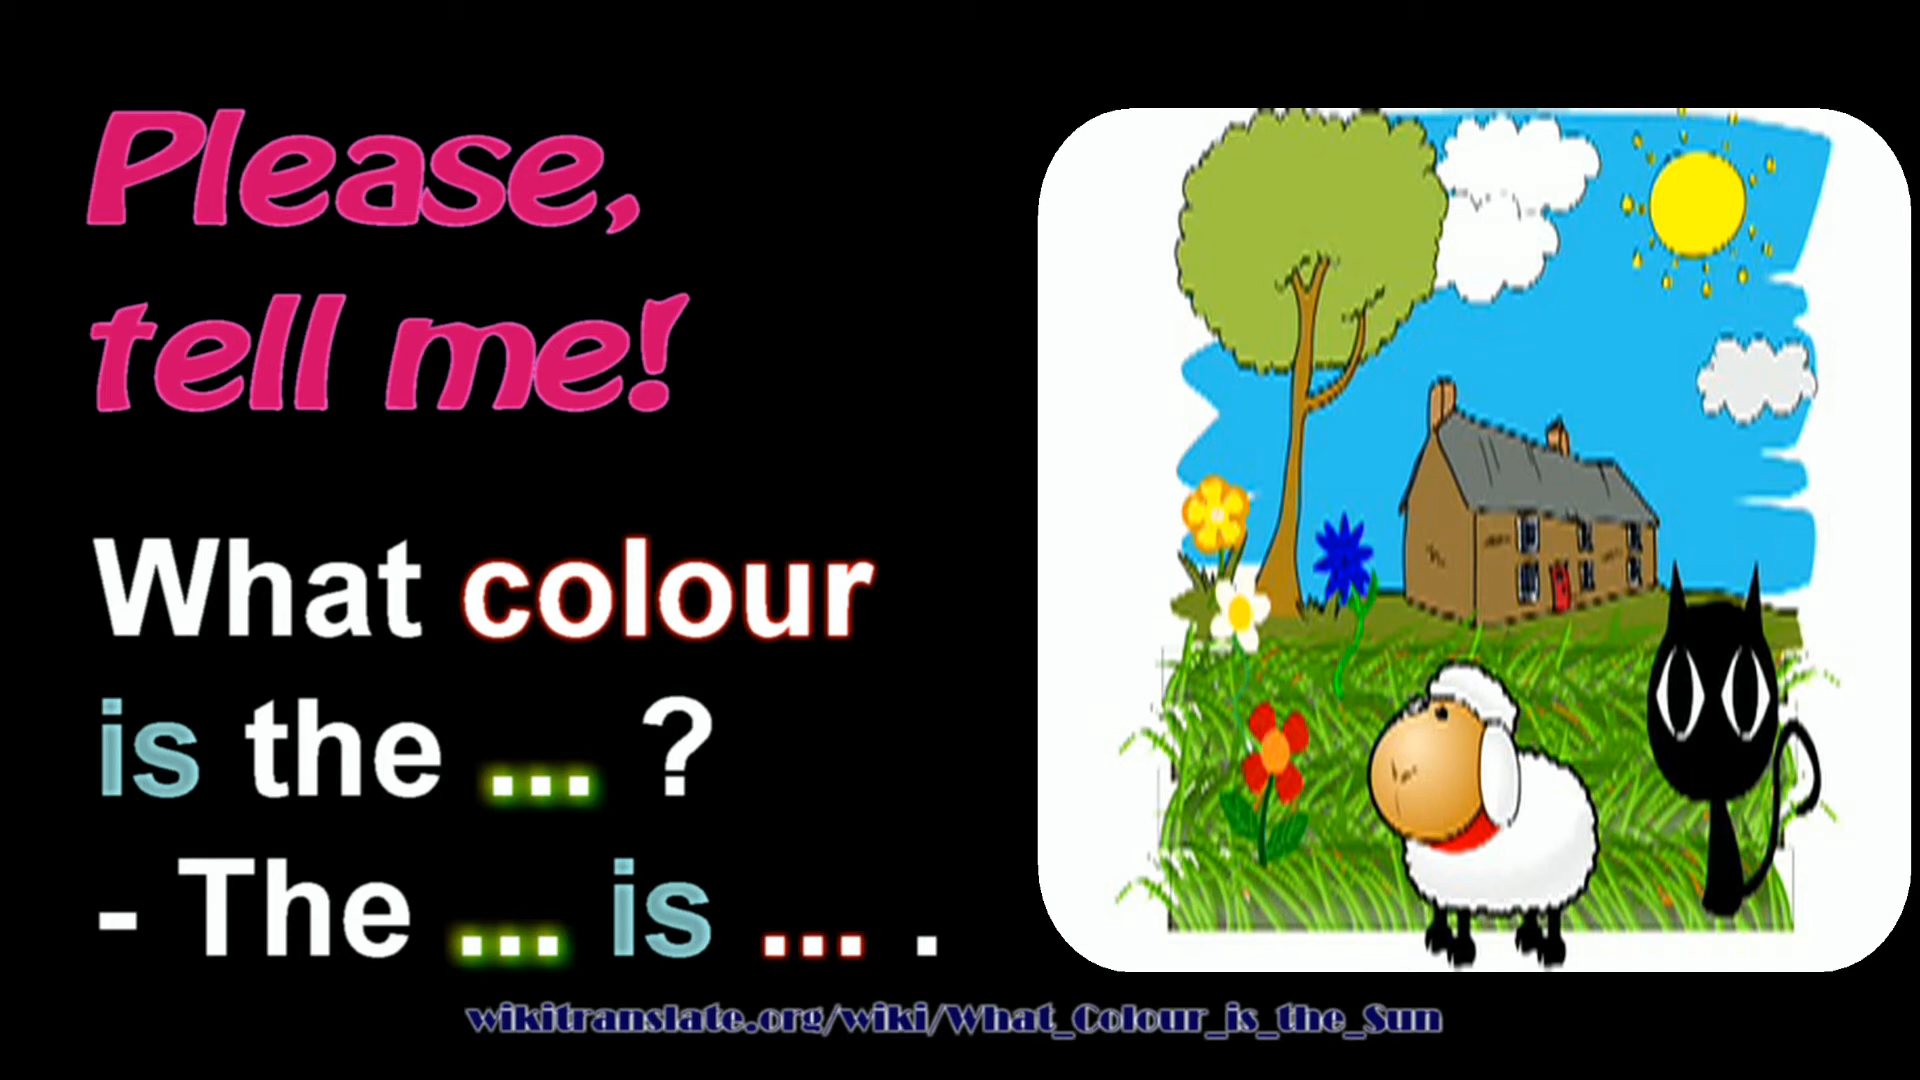 Please,
tell me!
What colour
is the ... ?
- The ... is ... .
wikitranslate.org/wiki/What_Colour_is_the_Sun